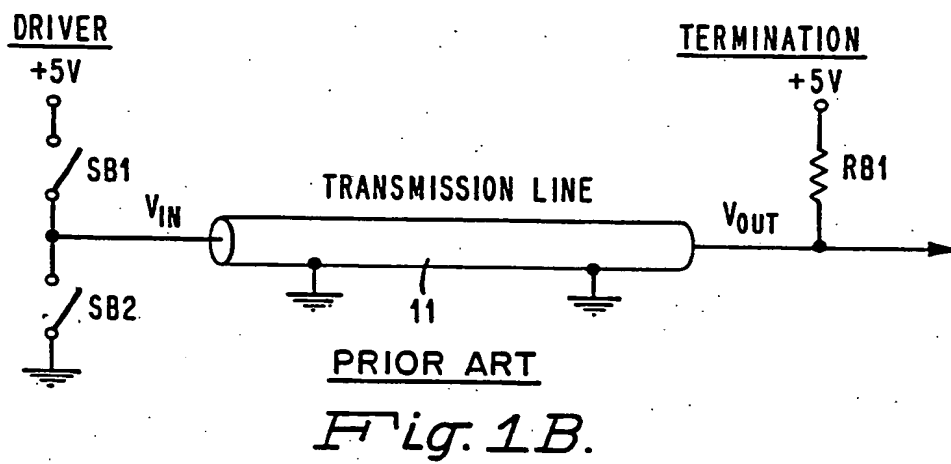 DRIVER
+5V
SB1
V_IN
SB2
TRANSMISSION LINE
11
TERMINATION
+5V
RB1
V_OUT
PRIOR ART
Fig. 1B.